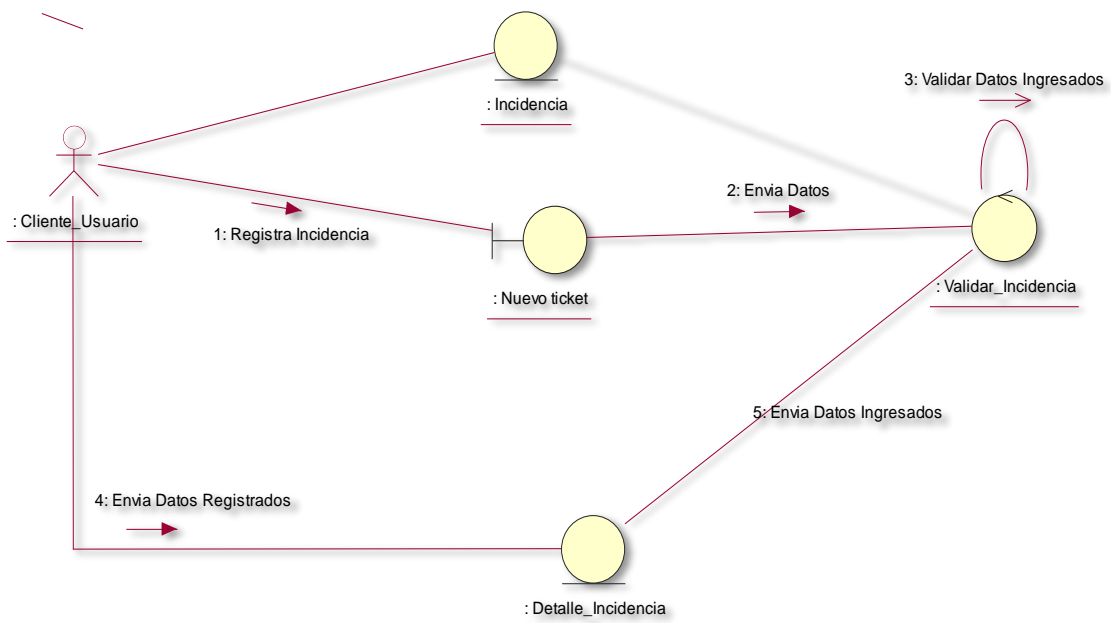 3: Validar Datos Ingresados
: Incidencia
2: Envia Datos
: Cliente_Usuario
1: Registra Incidencia
: Validar_Incidencia
: Nuevo ticket
5: Envia Datos Ingresados
4: Envia Datos Registrados
: Detalle_Incidencia